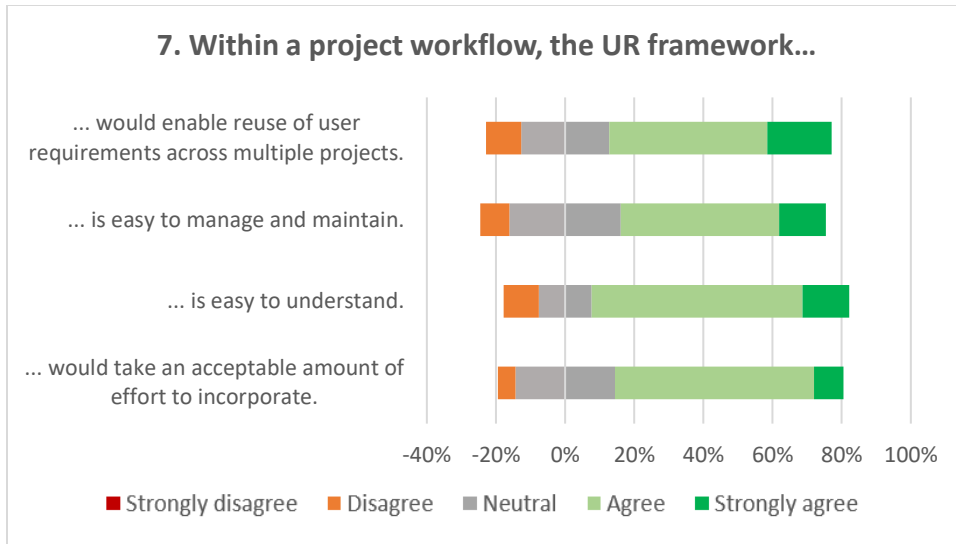 7. Within a project workflow, the UR framework…
... would enable reuse of user
requirements across multiple projects.
... is easy to manage and maintain.
... is easy to understand.
... would take an acceptable amount of
effort to incorporate.
-40% -20% 0% 20% 40% 60% 80% 100%
Strongly disagree Disagree Neutral Agree Strongly agree